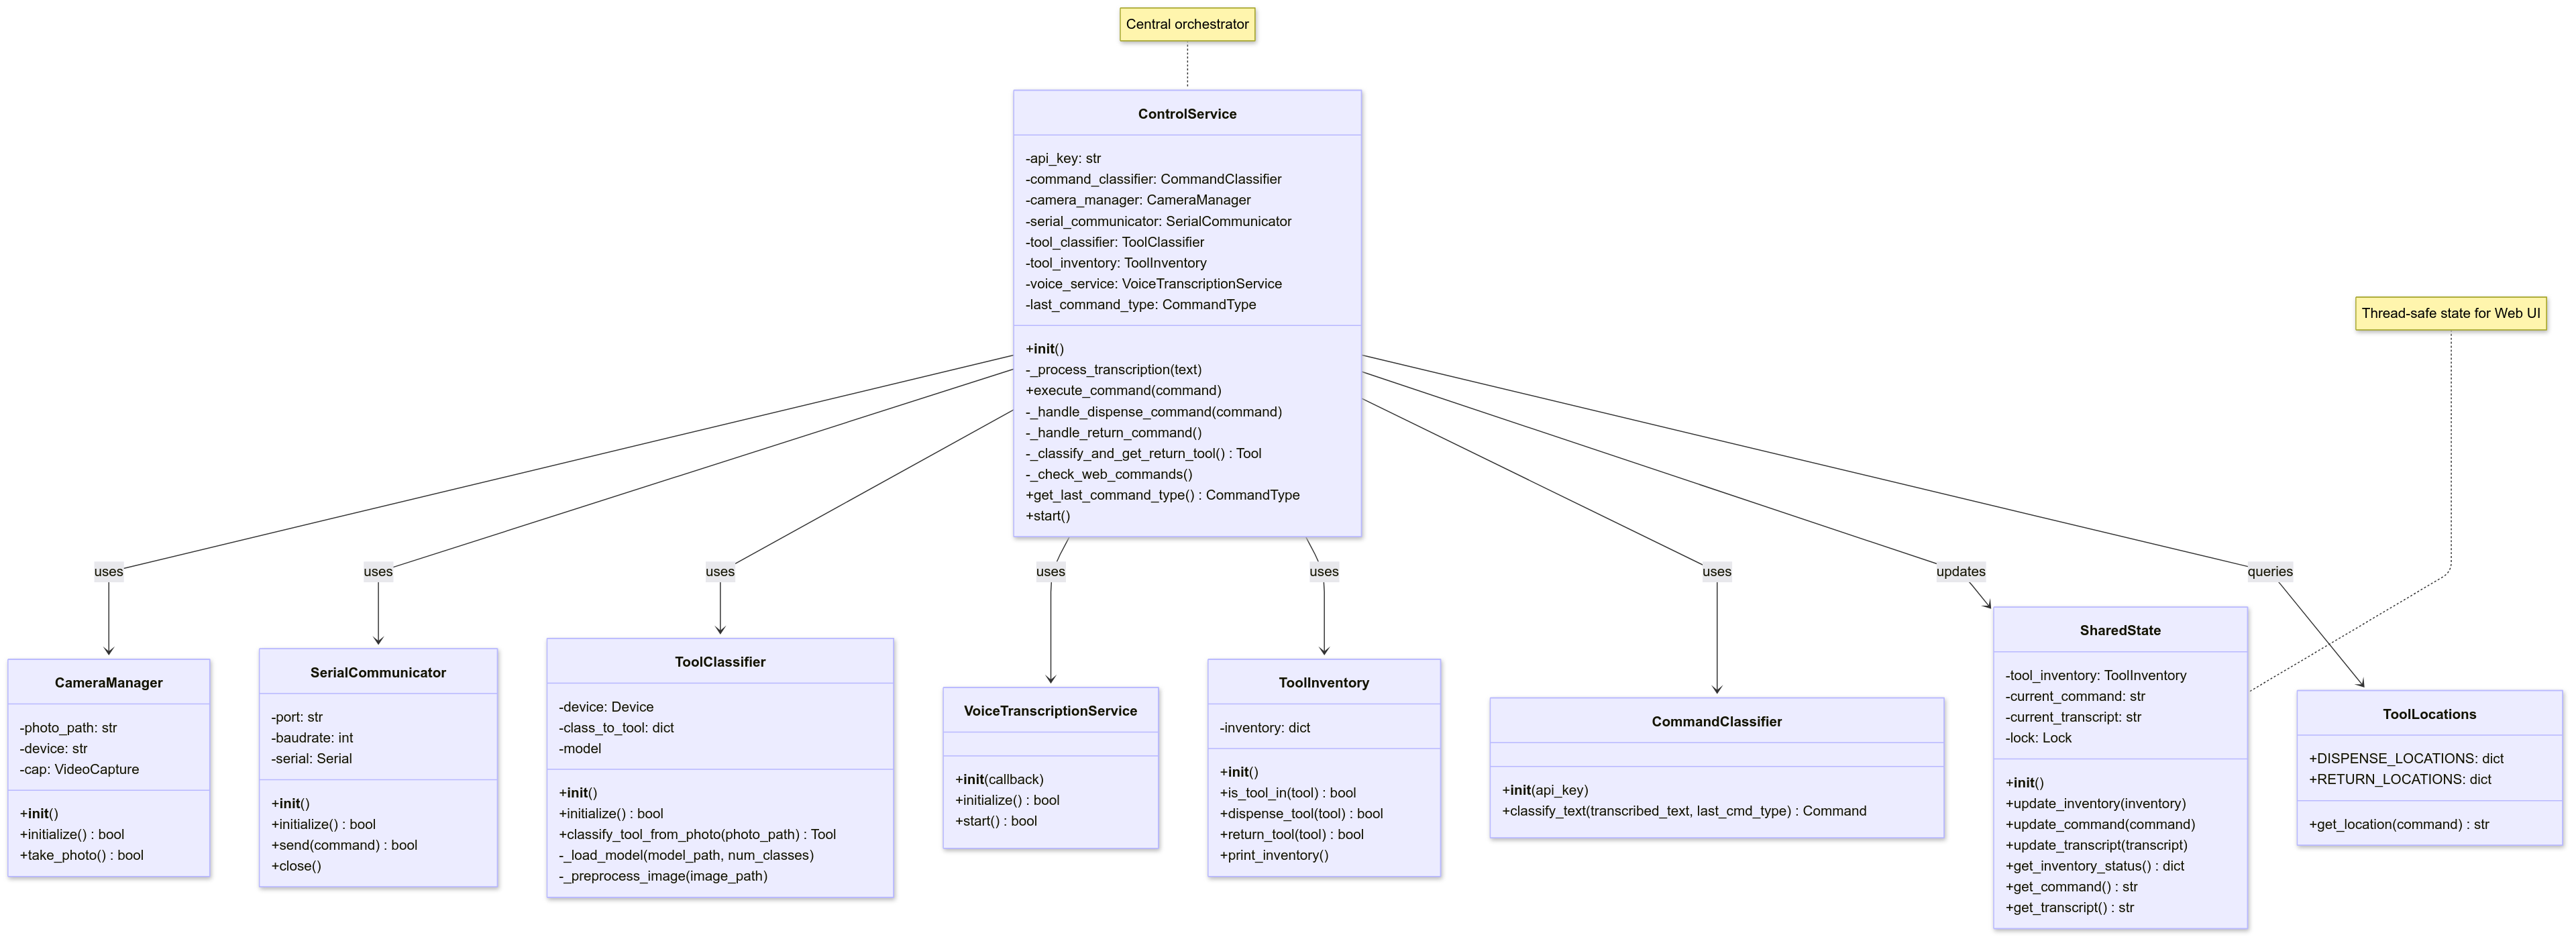 Central orchestrator
ControlService
-api_key: str
-command_classifier: CommandClassifier
-camera_manager: CameraManager
-serial_communicator: SerialCommunicator
-tool_classifier: ToolClassifier
-tool_inventory: ToolInventory
-voice_service: VoiceTranscriptionService
-last_command_type: CommandType
+init()
-_process_transcription(text)
+execute_command(command)
-_handle_dispense_command(command)
-_handle_return_command()
-_classify_and_get_return_tool() : Tool
-_check_web_commands()
+get_last_command_type() : CommandType
+start()
Thread-safe state for Web UI
uses
uses
uses
uses
uses
uses
updates
queries
CameraManager
-photo_path: str
-device: str
-cap: VideoCapture
+init()
+initialize() : bool
+take_photo() : bool
SerialCommunicator
-port: str
-baudrate: int
-serial: Serial
+init()
+initialize() : bool
+send(command) : bool
+close()
ToolClassifier
-device: Device
-class_to_tool: dict
-model
+init()
+initialize() : bool
+classify_tool_from_photo(photo_path) : Tool
-_load_model(model_path, num_classes)
-_preprocess_image(image_path)
VoiceTranscriptionService
+init(callback)
+initialize() : bool
+start() : bool
ToolInventory
-inventory: dict
+init()
+is_tool_in(tool) : bool
+dispense_tool(tool) : bool
+return_tool(tool) : bool
+print_inventory()
CommandClassifier
+init(api_key)
+classify_text(transcribed_text, last_cmd_type) : Command
SharedState
-tool_inventory: ToolInventory
-current_command: str
-current_transcript: str
-lock: Lock
+init()
+update_inventory(inventory)
+update_command(command)
+update_transcript(transcript)
+get_inventory_status() : dict
+get_command() : str
+get_transcript() : str
ToolLocations
+DISPENSE_LOCATIONS: dict
+RETURN_LOCATIONS: dict
+get_location(command) : str